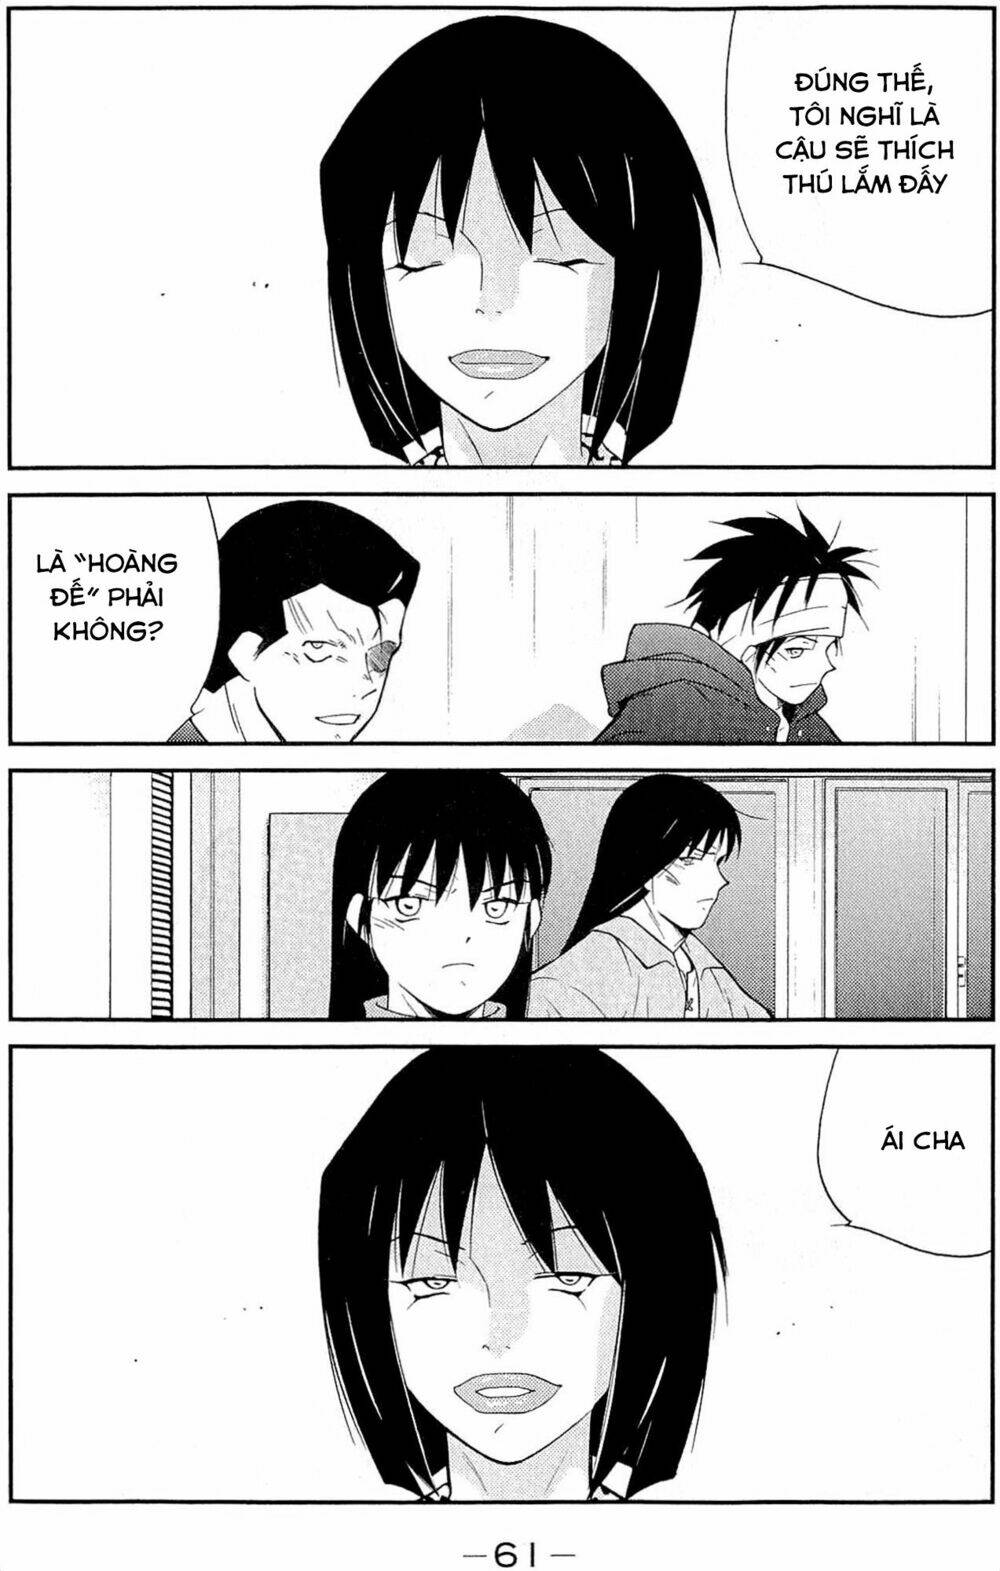 ĐÚNG THẾ,
TÔI NGHĨ LÀ
CẬU SẼ THÍCH
THÚ LẮM ĐẤY
LÀ "HOÀNG
ĐẾ" PHẢI
KHÔNG?
ÁI CHA
—61—